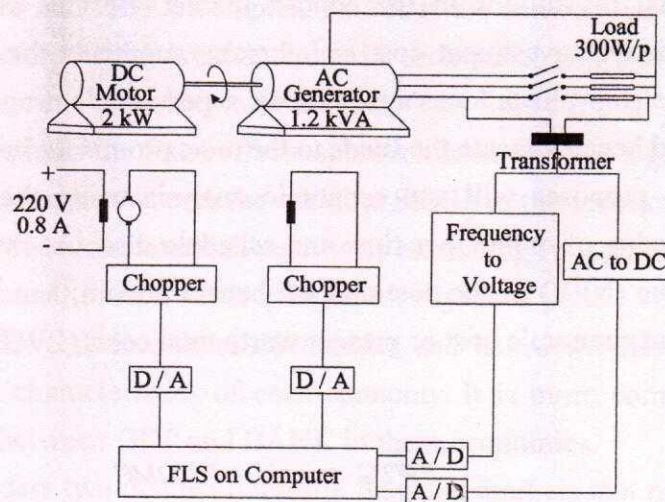 Load
300W/p
DC
Motor
2 kW
AC
Generator
1.2 kVA
Transformer
+
220 V
0.8 A
Frequency
to
Voltage
AC to DC
Chopper
Chopper
D / A
D / A
A / D
FLS on Computer
A / D